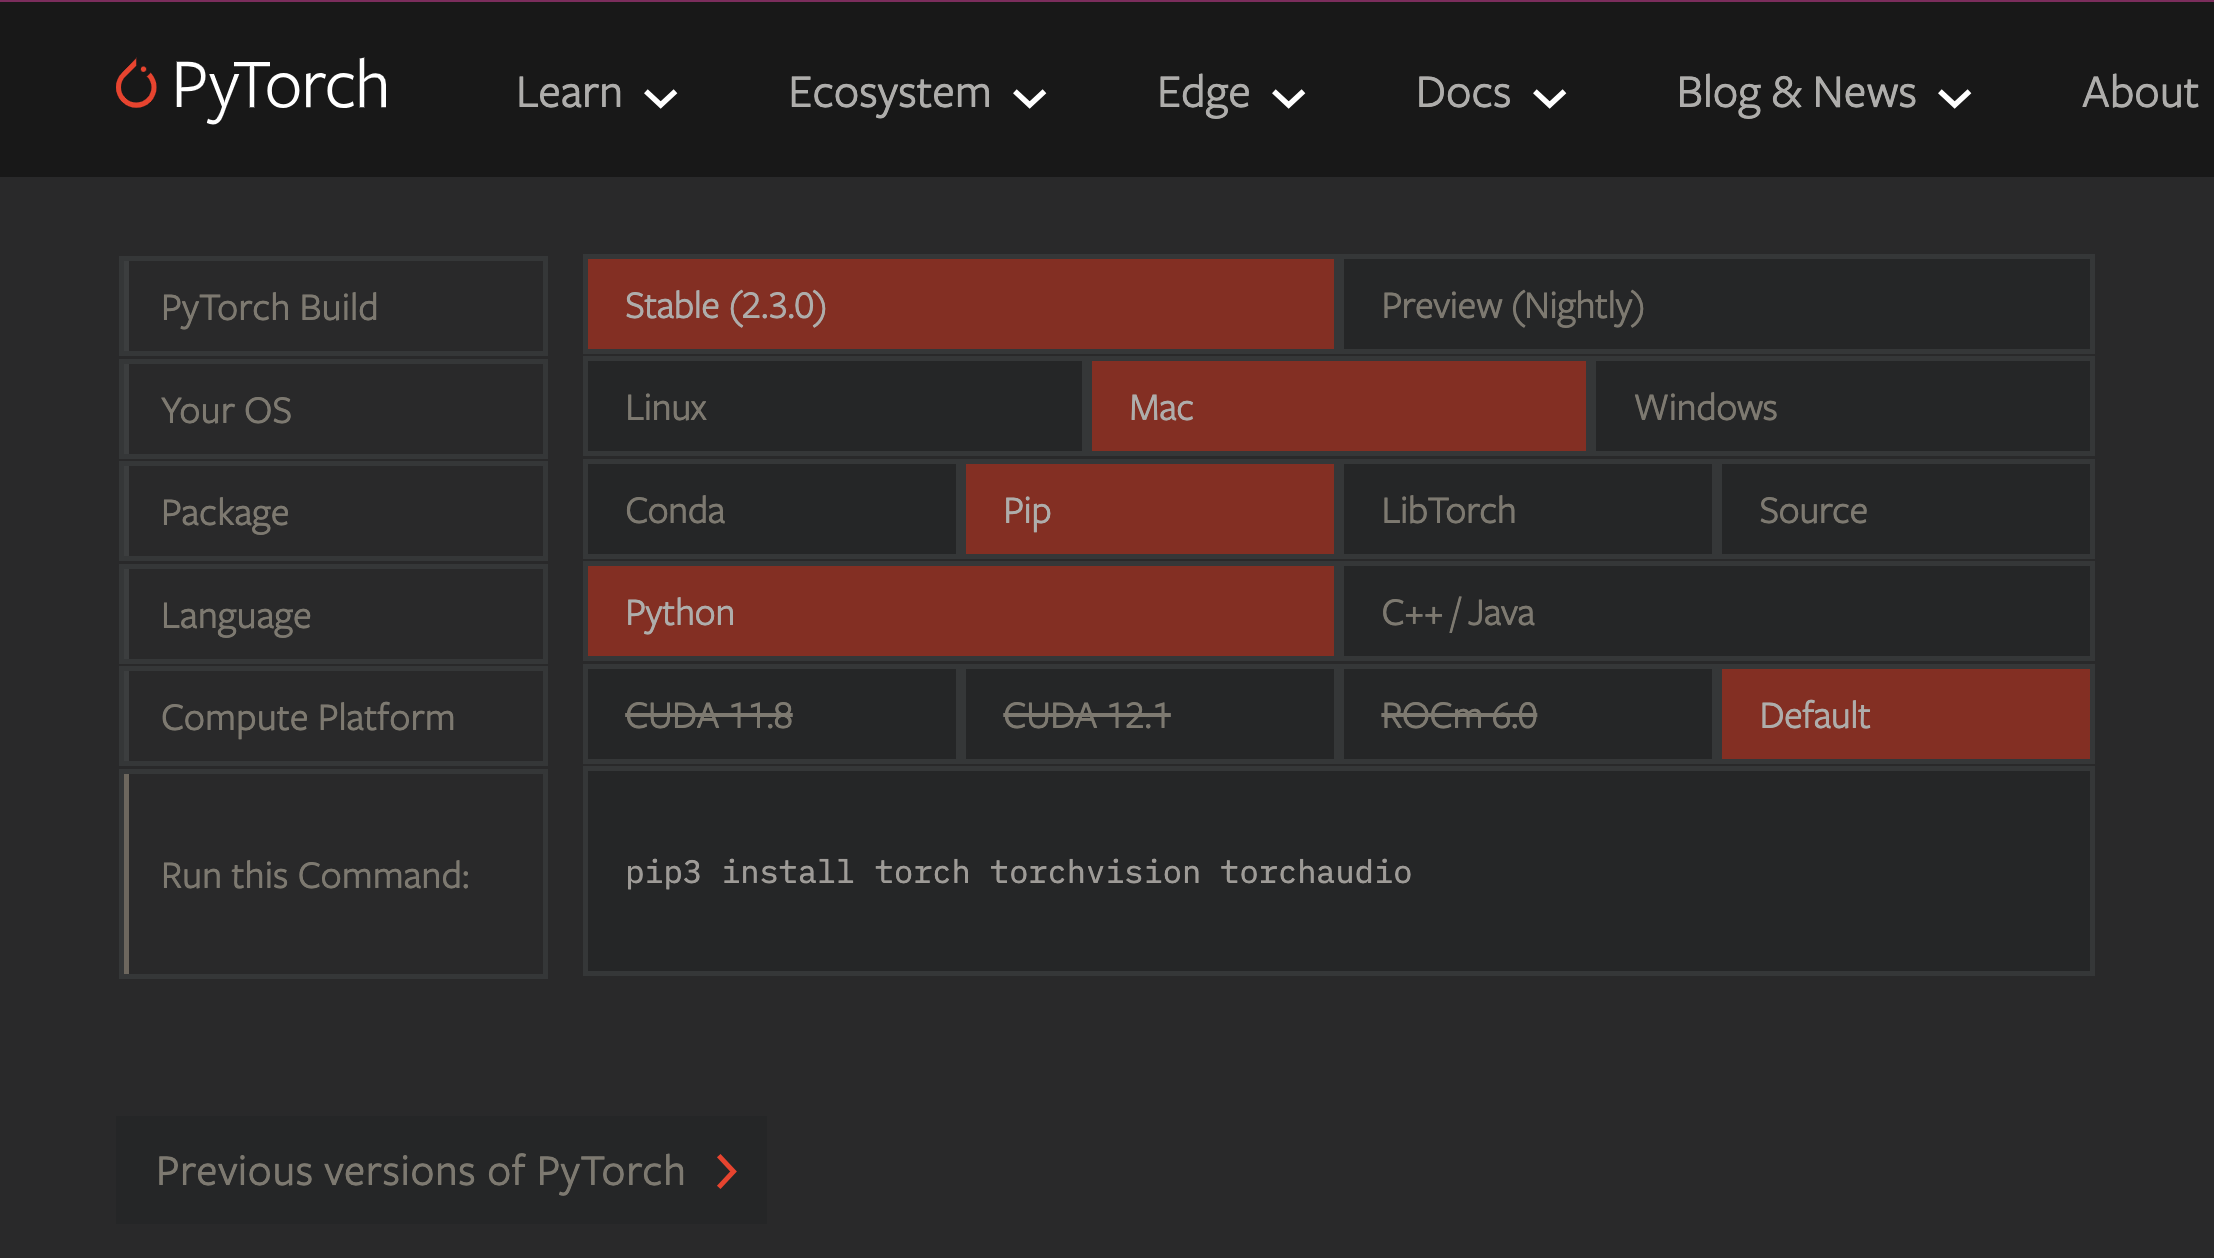 PyTorch Learn Ecosystem Edge Docs Blog & News About
PyTorch Build Stable (2.3.0) Preview (Nightly)
Your OS Linux Mac Windows
Package Conda Pip LibTorch Source
Language Python C++ / Java
Compute Platform CUDA 11.8 CUDA 12.1 ROCm 6.0 Default
Run this Command: pip3 install torch torchvision torchaudio
Previous versions of PyTorch